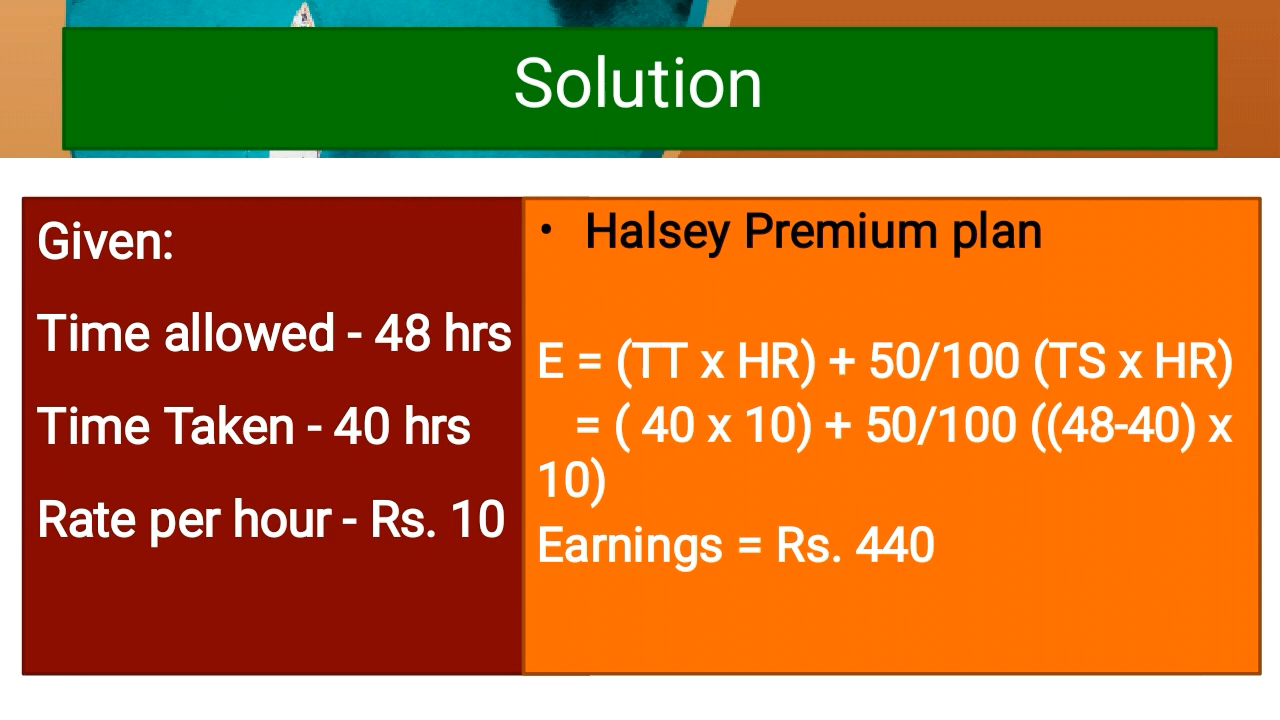 Solution
Given:
Time allowed - 48 hrs
Time Taken - 40 hrs
Rate per hour - Rs. 10
• Halsey Premium plan
E = (TT x HR) + 50/100 (TS x HR)
= ( 40 x 10) + 50/100 ((48-40) x
10)
Earnings = Rs. 440